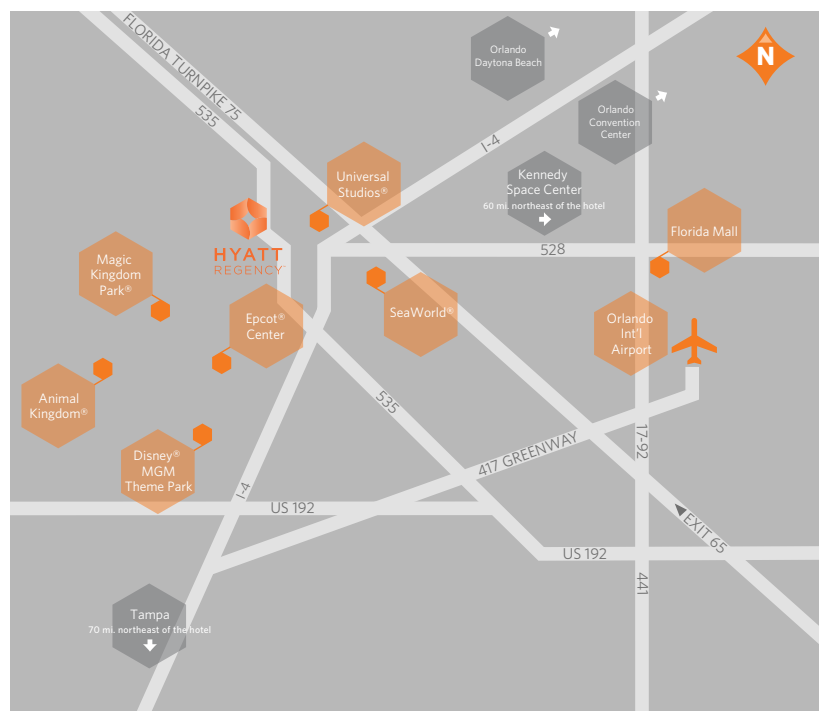 FLORIDA TURNPIKE 75
535
Orlando
Daytona Beach
N
Orlando
Convention
Center
I-4
Universal
Studios®
Kennedy
Space Center
60 mi. northeast of the hotel
Florida Mall
HYATT
REGENCY™
528
Magic
Kingdom
Park®
Epcot®
Center
SeaWorld®
Orlando
Int'l
Airport
Animal
Kingdom®
535
17-92
417 GREENWAY
Disney®
MGM
Theme Park
I-4
US 192
EXIT 65
US 192
441
Tampa
70 mi. northeast of the hotel